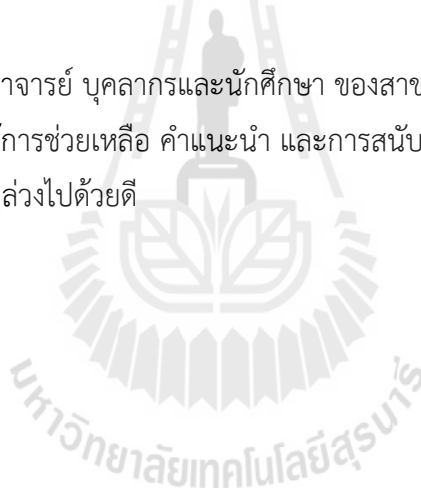 าจารย์ บุคลากรและนักศึกษา ของสาข
การช่วยเหลือ คำแนะนำ และการสนับ
ล่วงไปด้วยดี
มหาวิทยาลัยเทคโนโลยีสุรนารี